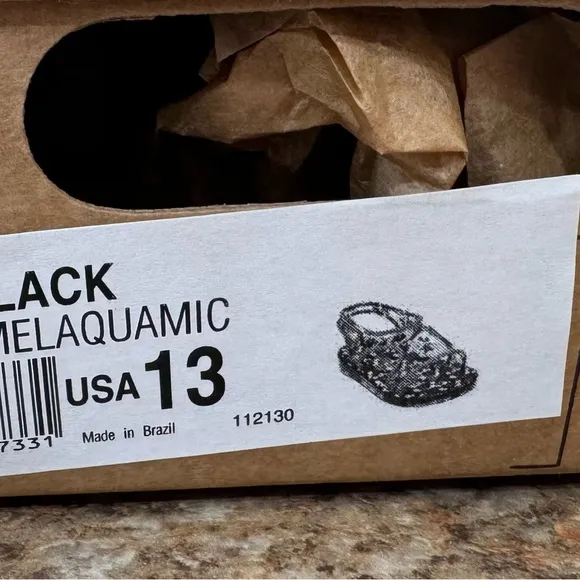 LACK
MELAQUAMIC
USA 13
7331
Made in Brazil
112130